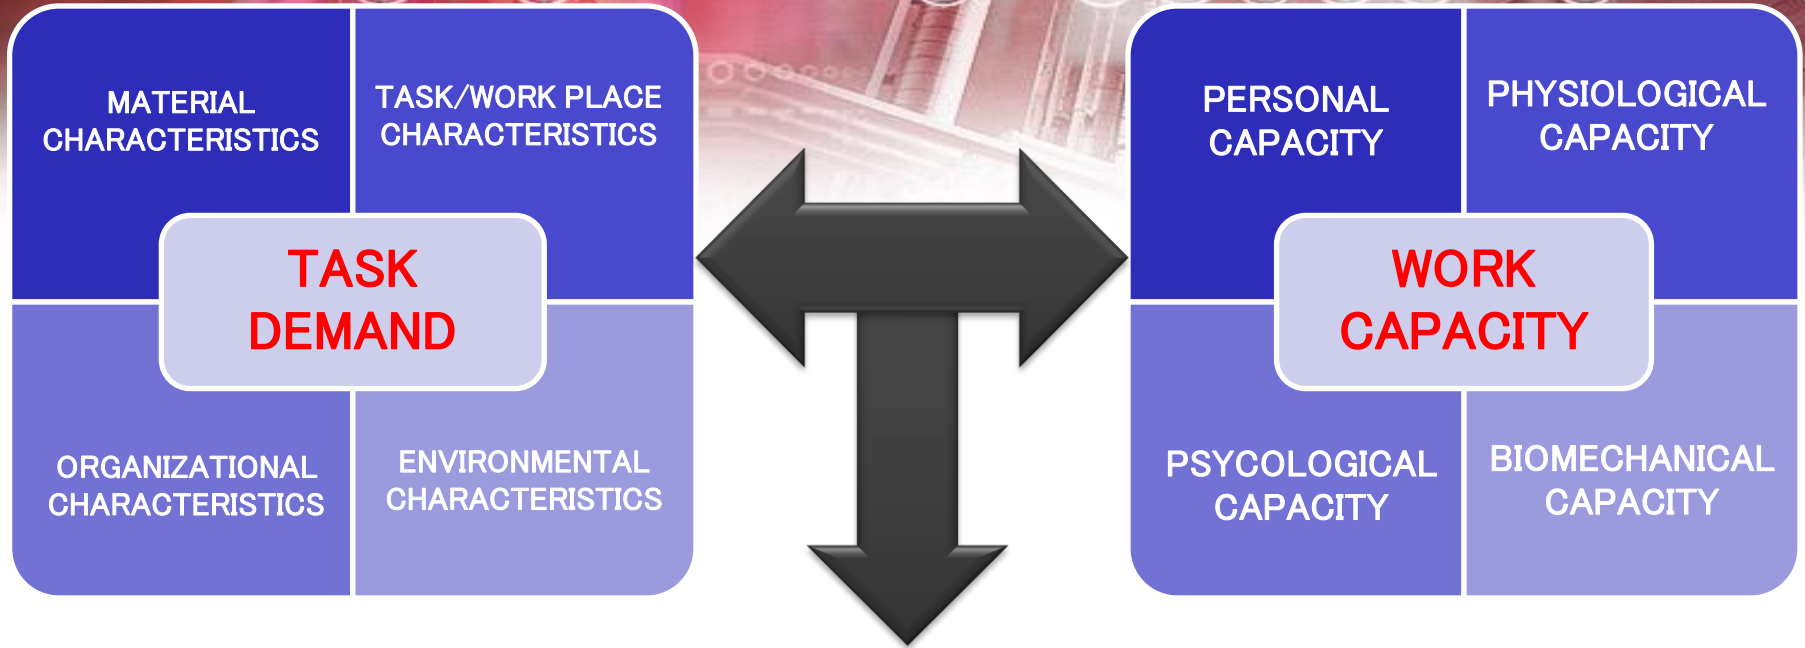 MATERIAL
CHARACTERISTICS
TASK/WORK PLACE
CHARACTERISTICS
TASK
DEMAND
ORGANIZATIONAL
CHARACTERISTICS
ENVIRONMENTAL
CHARACTERISTICS
PERSONAL
CAPACITY
PHYSIOLOGICAL
CAPACITY
WORK
CAPACITY
PSYCOLOGICAL
CAPACITY
BIOMECHANICAL
CAPACITY